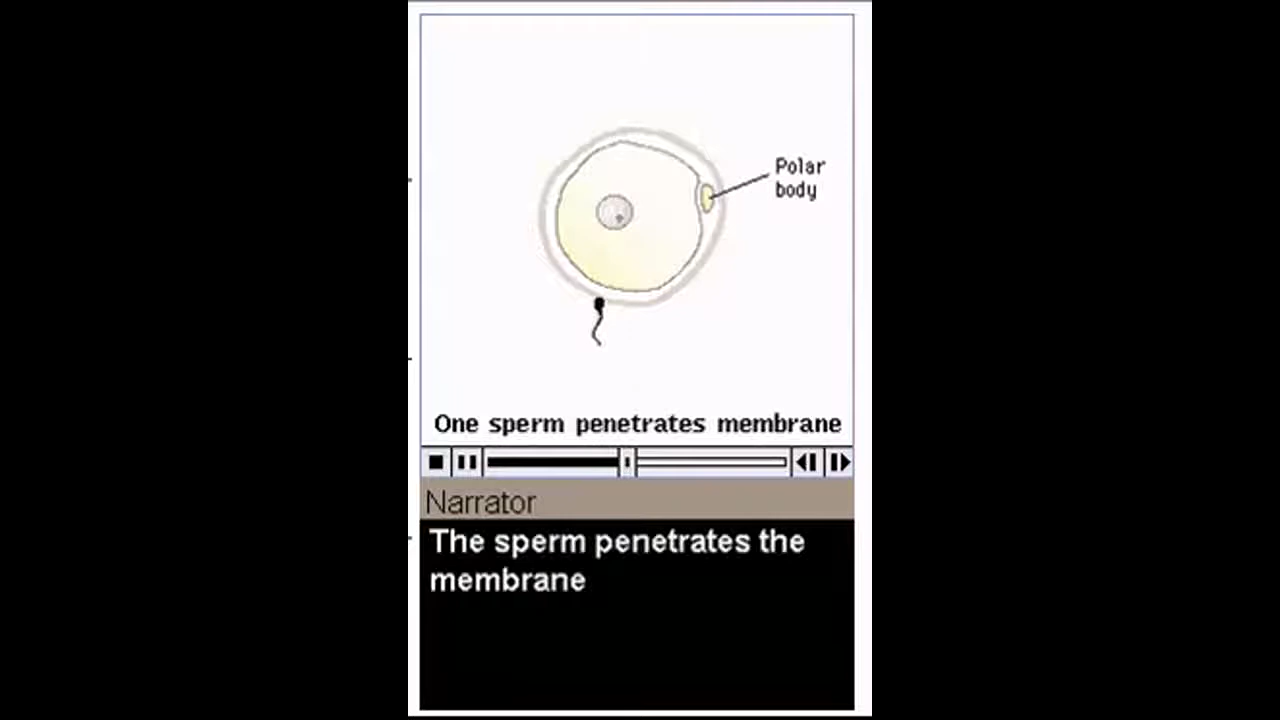 Polar
body
One sperm penetrates membrane
Narrator
The sperm penetrates the
membrane